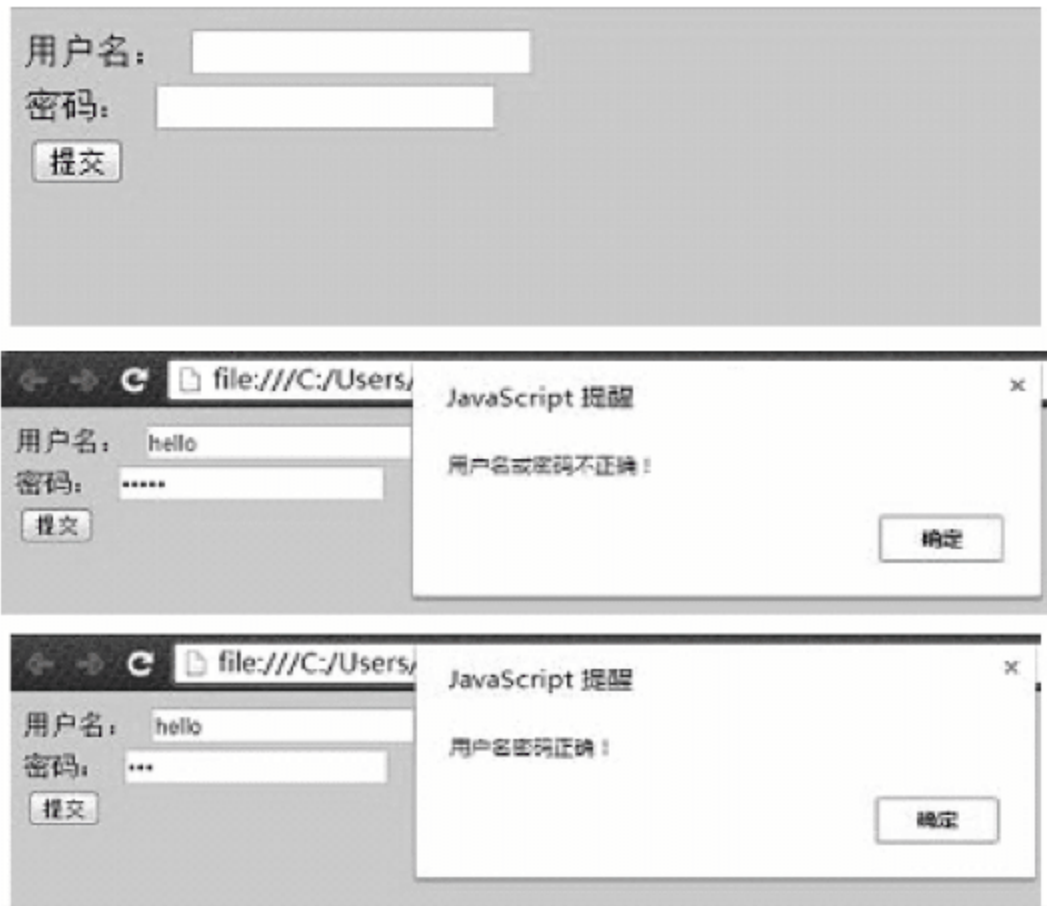 用户名：
密码：
提交
file:///C:/Users/
JavaScript 提醒
用户名： hello
用户名或密码不正确！
密码： •••••
提交
确定
file:///C:/Users/
JavaScript 提醒
用户名： hello
用户名密码正确！
密码： •••
提交
确定